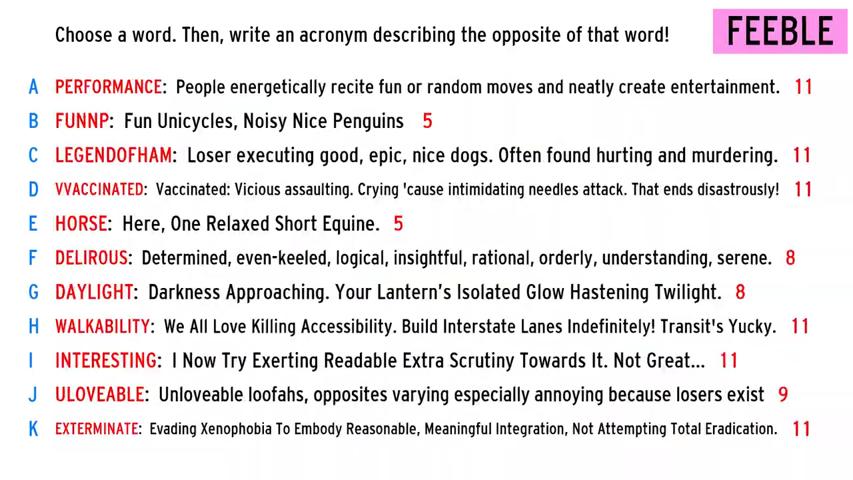 Choose a word. Then, write an acronym describing the opposite of that word!
FEEBLE
A PERFORMANCE: People energetically recite fun or random moves and neatly create entertainment. 11
B FUNNP: Fun Unicycles, Noisy Nice Penguins 5
C LEGENDOFHAM: Loser executing good, epic, nice dogs. Often found hurting and murdering. 11
D VVACCINATED: Vaccinated: Vicious assaulting. Crying 'cause intimidating needles attack. That ends disastrously! 11
E HORSE: Here, One Relaxed Short Equine. 5
F DELIROUS: Determined, even-keeled, logical, insightful, rational, orderly, understanding, serene. 8
G DAYLIGHT: Darkness Approaching. Your Lantern's Isolated Glow Hastening Twilight. 8
H WALKABILITY: We All Love Killing Accessibility. Build Interstate Lanes Indefinitely! Transit's Yucky. 11
I INTERESTING: I Now Try Exerting Readable Extra Scrutiny Towards It. Not Great... 11
J ULOVEABLE: Unloveable loofahs, opposites varying especially annoying because losers exist 9
K EXTERMINATE: Evading Xenophobia To Embody Reasonable, Meaningful Integration, Not Attempting Total Eradication. 11